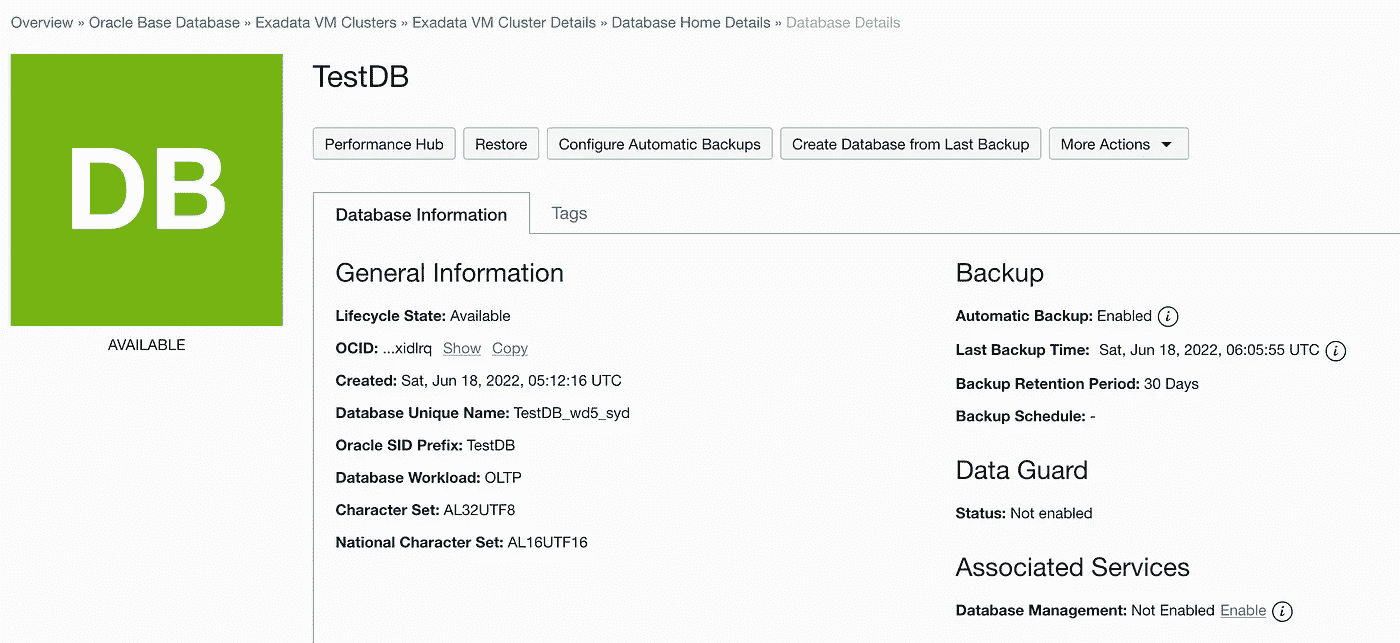 Overview » Oracle Base Database » Exadata VM Clusters » Exadata VM Cluster Details » Database Home Details » Database Details
DB
AVAILABLE
TestDB
Performance Hub
Restore
Configure Automatic Backups
Create Database from Last Backup
More Actions
Database Information
Tags
General Information
Lifecycle State: Available
OCID: ...xidlrq Show Copy
Created: Sat, Jun 18, 2022, 05:12:16 UTC
Database Unique Name: TestDB_wd5_syd
Oracle SID Prefix: TestDB
Database Workload: OLTP
Character Set: AL32UTF8
National Character Set: AL16UTF16
Backup
Automatic Backup: Enabled i
Last Backup Time: Sat, Jun 18, 2022, 06:05:55 UTC i
Backup Retention Period: 30 Days
Backup Schedule: -
Data Guard
Status: Not enabled
Associated Services
Database Management: Not Enabled Enable i